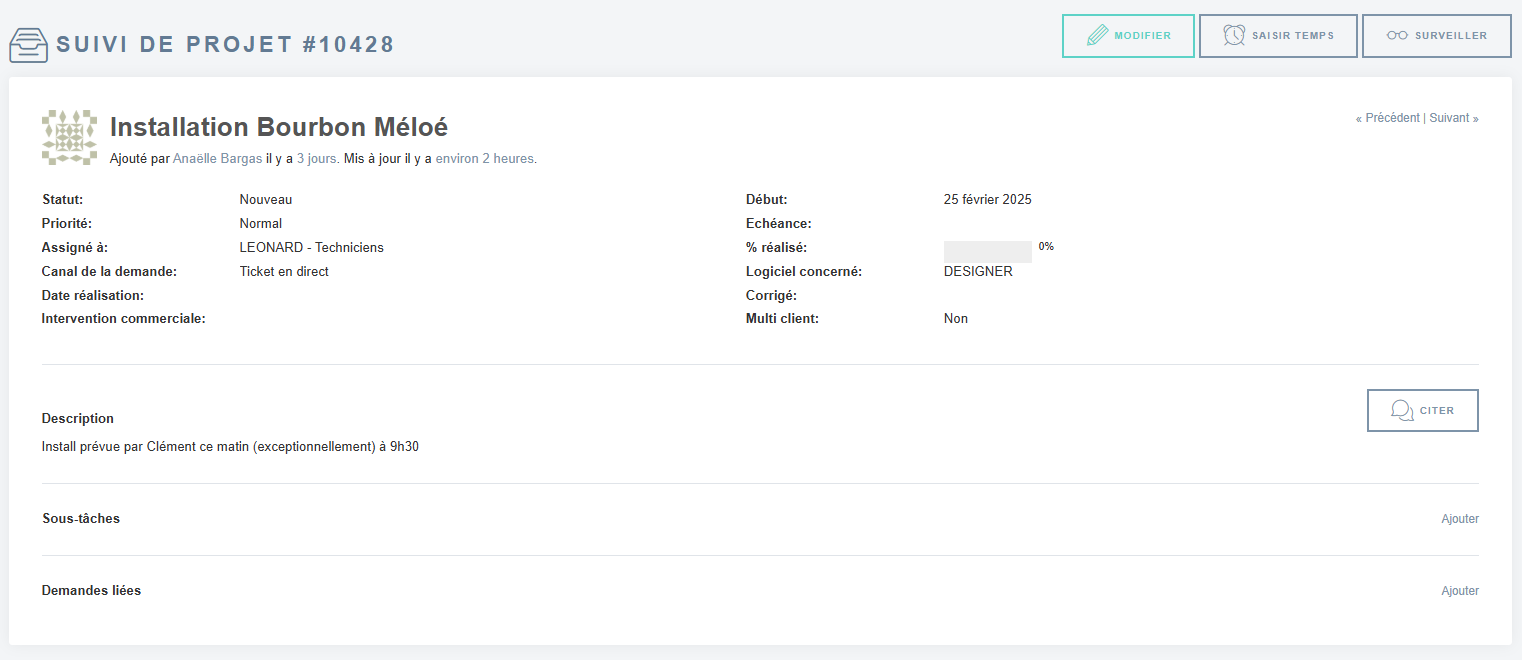 SUIVI DE PROJET #10428
MODIFIER
SAISIR TEMPS
SURVEILLER
Installation Bourbon Méloé
« Précédent | Suivant »
Ajouté par Anaëlle Bargas il y a 3 jours. Mis à jour il y a environ 2 heures.
Statut: Nouveau
Début: 25 février 2025
Priorité: Normal
Echéance:
Assigné à: LEONARD - Techniciens
% réalisé: 0%
Canal de la demande: Ticket en direct
Logiciel concerné: DESIGNER
Date réalisation:
Corrigé:
Intervention commerciale:
Multi client: Non
CITER
Description
Install prévue par Clément ce matin (exceptionnellement) à 9h30
Sous-tâches
Ajouter
Demandes liées
Ajouter